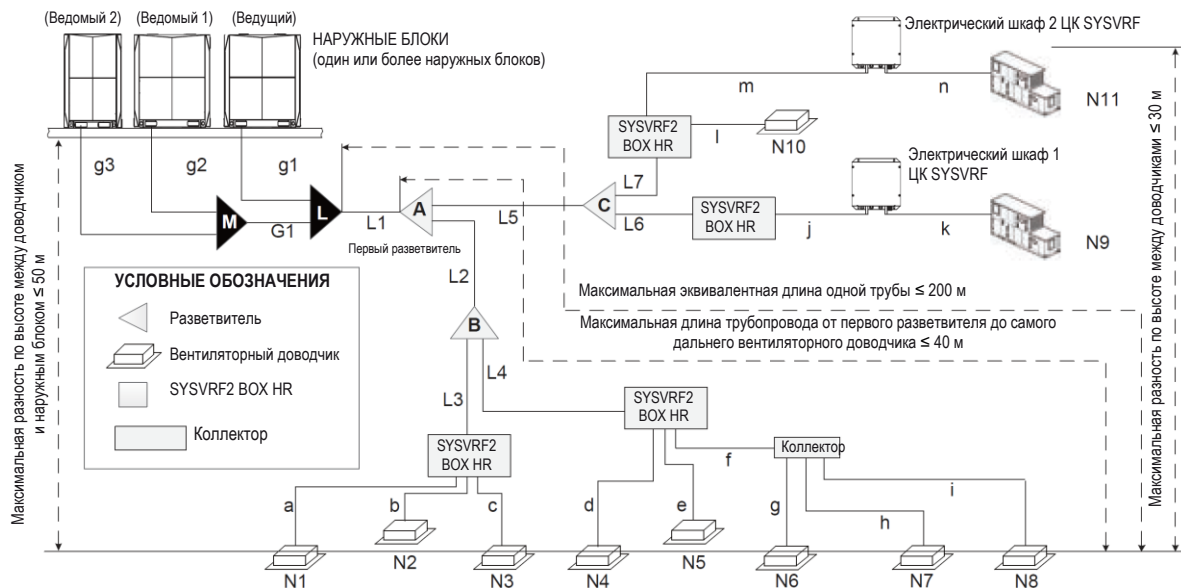 (Ведомый 2)
(Ведомый 1)
(Ведущий)
НАРУЖНЫЕ БЛОКИ
(один или более наружных блоков)
Электрический шкаф 2 ЦК SYSVRF
m
n
N11
SYSVRF2
BOX HR
l
N10
g3
g2
g1
Электрический шкаф 1
ЦК SYSVRF
L7
M
L
A
C
G1
L1
L5
L6
SYSVRF2
BOX HR
j
k
N9
Первый разветвитель
L2
УСЛОВНЫЕ ОБОЗНАЧЕНИЯ
Разветвитель
Вентиляторный доводчик
SYSVRF2 BOX HR
Коллектор
Максимальная эквивалентная длина одной трубы ≤ 200 м
Максимальная длина трубопровода от первого разветвителя до самого
дальнего вентиляторного доводчика ≤ 40 м
B
L3
L4
SYSVRF2
BOX HR
SYSVRF2
BOX HR
f
Коллектор
a
b
c
d
e
g
h
i
N1
N2
N3
N4
N5
N6
N7
N8
Максимальная разность по высоте между доводчиком
и наружным блоком ≤ 50 м
Максимальная разность по высоте между доводчиками ≤ 30 м